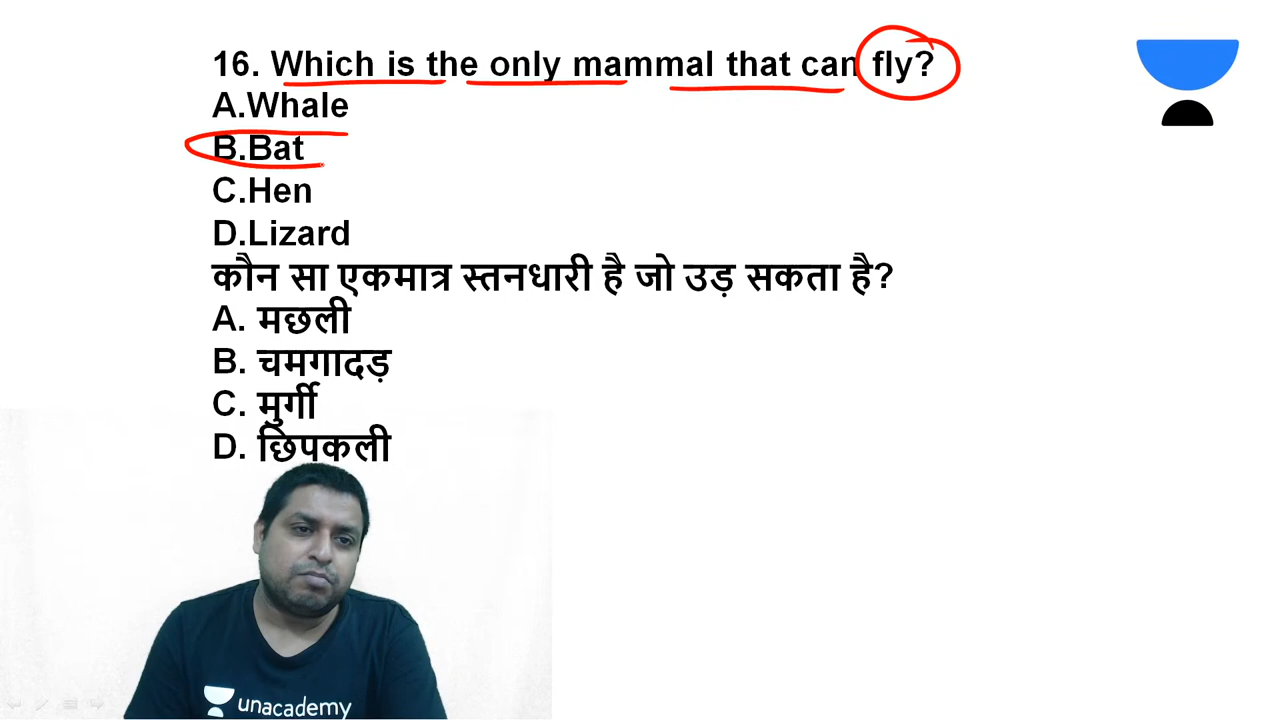 16. Which is the only mammal that can fly?
A.Whale
B.Bat
C.Hen
D.Lizard
कौन सा एकमात्र स्तनधारी है जो उड़ सकता है?
A. मछली
B. चमगादड़
C. मुर्गी
D. छिपकली
unacademy